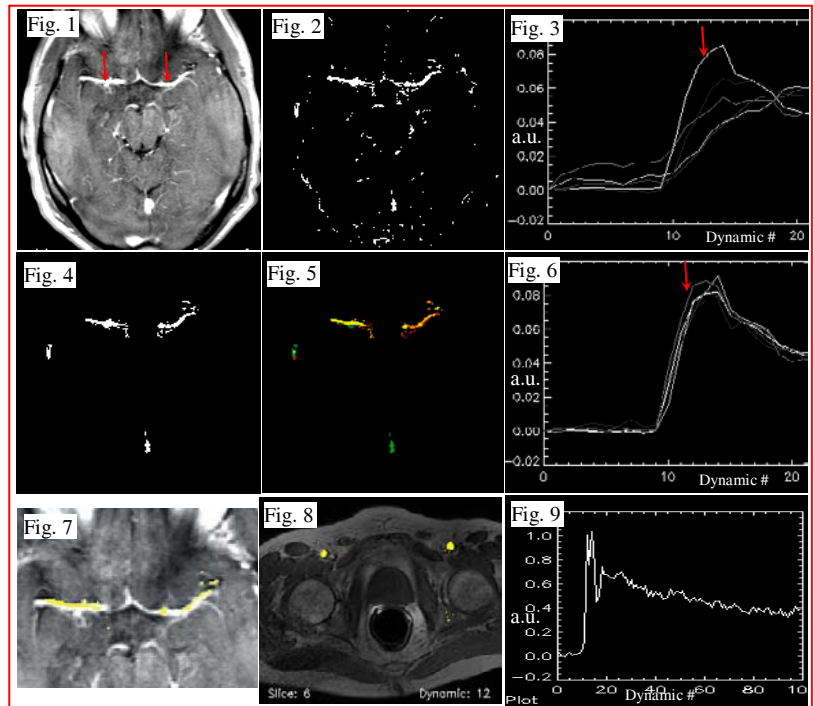 Fig. 1
Fig. 2
Fig. 3
0.08
0.06
a.u.
0.04
0.02
0.00
−0.02
0
10
20
Dynamic #
Fig. 4
Fig. 5
Fig. 6
0.08
0.06
a.u.
0.04
0.02
0.00
−0.02
0
10
20
Dynamic #
Fig. 7
Fig. 8
Slice: 6
Dynamic: 12
Fig. 9
1.0
0.8
0.6
a.u.
0.4
0.2
0.0
−0.2
Plot
0
20
40
60
80
100
Dynamic #